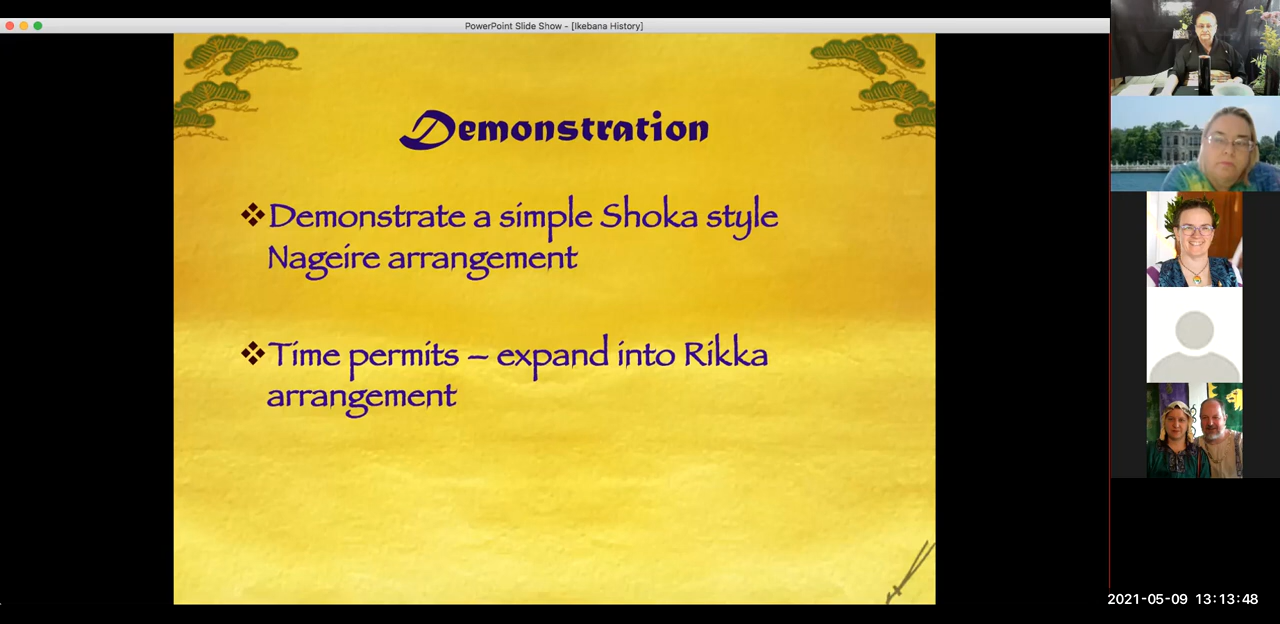 PowerPoint Slide Show - [Ikebana History]
Demonstration
❖Demonstrate a simple Shoka style
Nageire arrangement
❖Time permits – expand into Rikka
arrangement
2021-05-09 13:13:48